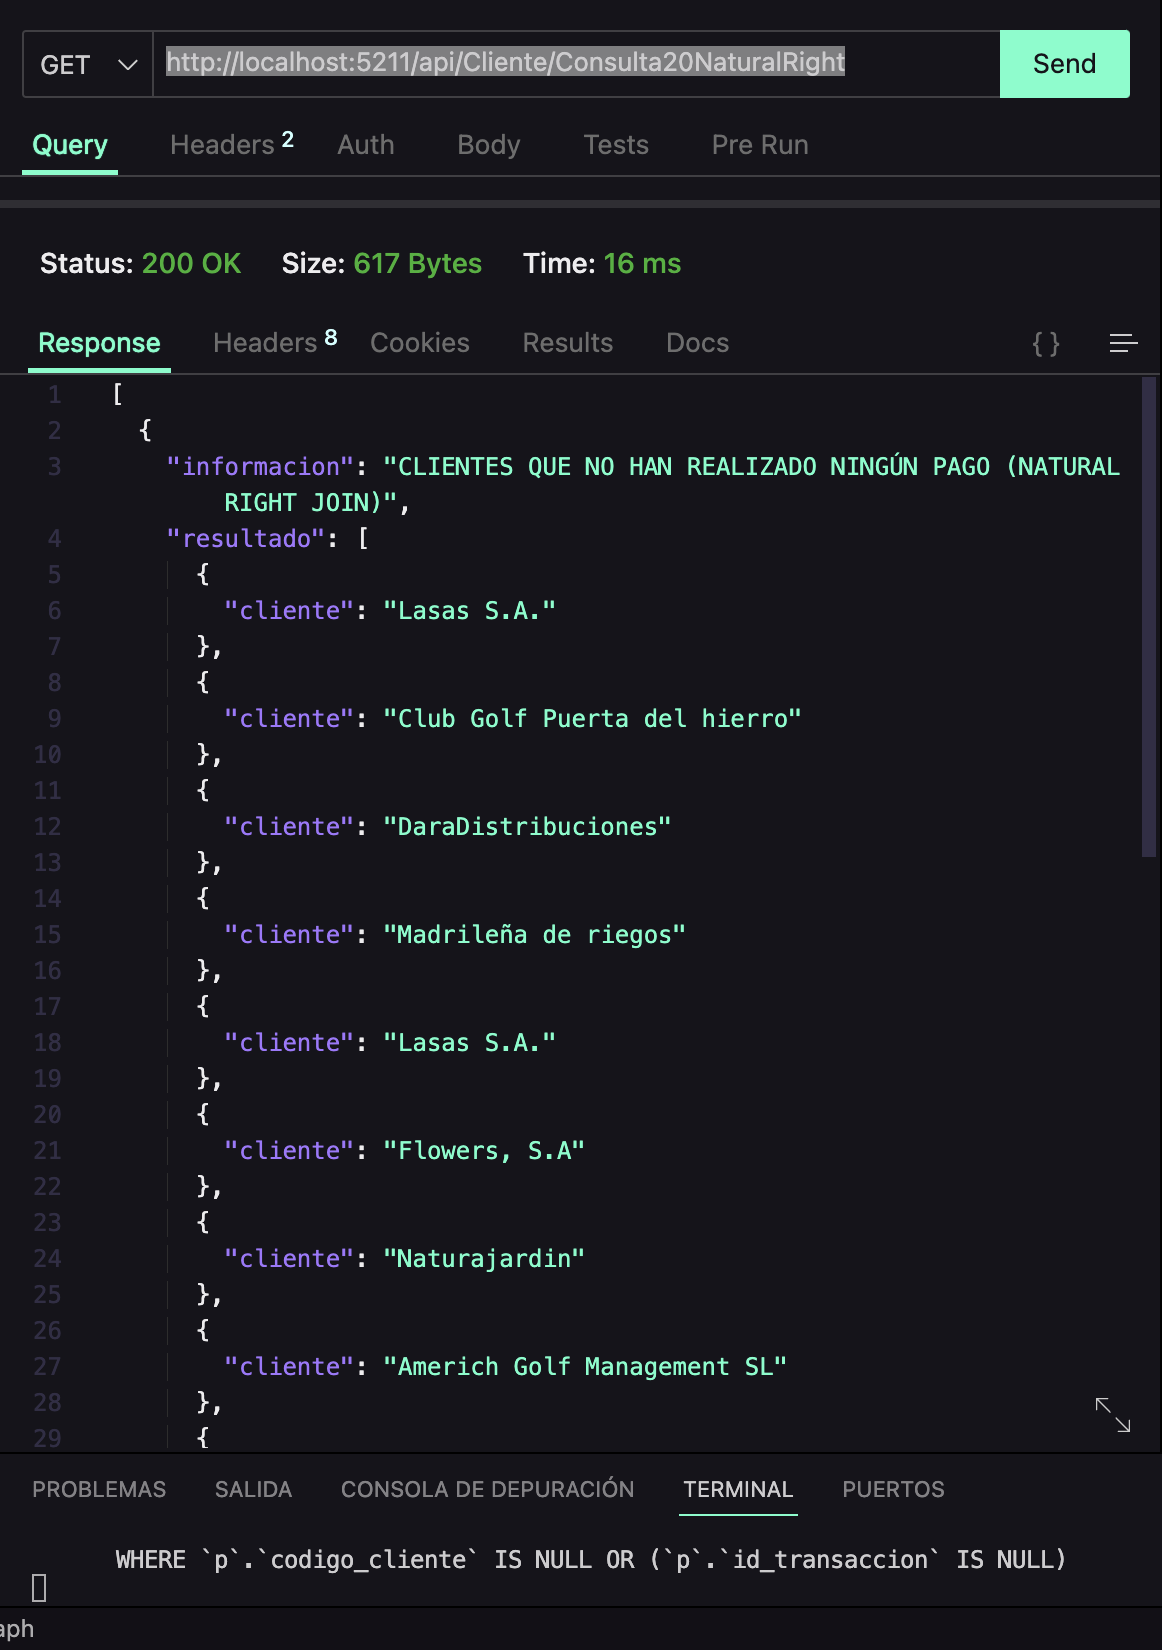 GET http://localhost:5211/api/Cliente/Consulta20NaturalRight Send
Query Headers 2 Auth Body Tests Pre Run
Status: 200 OK Size: 617 Bytes Time: 16 ms
Response Headers 8 Cookies Results Docs { }
1 [
2 {
3 "informacion": "CLIENTES QUE NO HAN REALIZADO NINGÚN PAGO (NATURAL
RIGHT JOIN)",
4 "resultado": [
5 {
6 "cliente": "Lasas S.A."
7 },
8 {
9 "cliente": "Club Golf Puerta del hierro"
10 },
11 {
12 "cliente": "DaraDistribuciones"
13 },
14 {
15 "cliente": "Madrileña de riegos"
16 },
17 {
18 "cliente": "Lasas S.A."
19 },
20 {
21 "cliente": "Flowers, S.A"
22 },
23 {
24 "cliente": "Naturajardin"
25 },
26 {
27 "cliente": "Americh Golf Management SL"
28 },
29 {
PROBLEMAS SALIDA CONSOLA DE DEPURACIÓN TERMINAL PUERTOS
WHERE `p`.`codigo_cliente` IS NULL OR (`p`.`id_transaccion` IS NULL)
aph